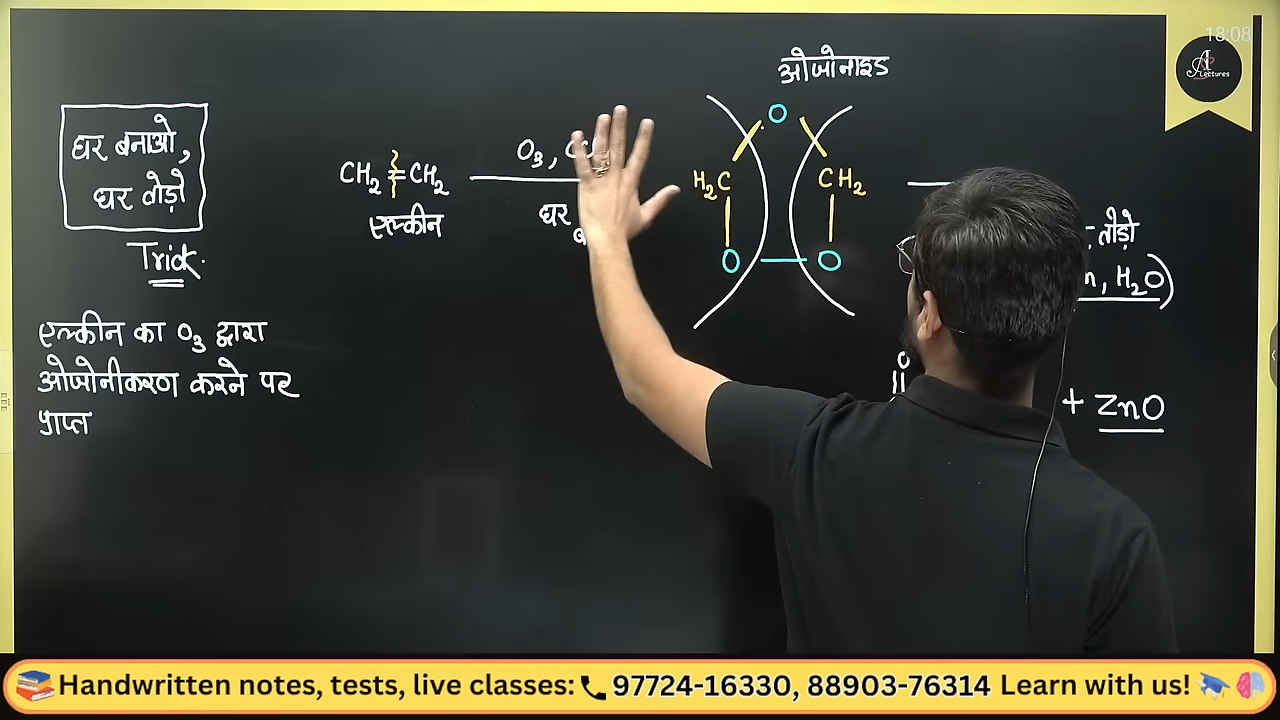 18:08
Lectures
ओजोनाइड
घर बनाओ,
घर तोड़ो
Trick.
CH2 = CH2
एल्कीन
O3,
घर
O
H2C
CH2
O
O
तोड़ो
, H2O)
O
+ ZnO
एल्कीन का O3 द्वारा
ओजोनीकरण करने पर
प्राप्त
Handwritten notes, tests, live classes: 97724-16330, 88903-76314 Learn with us!